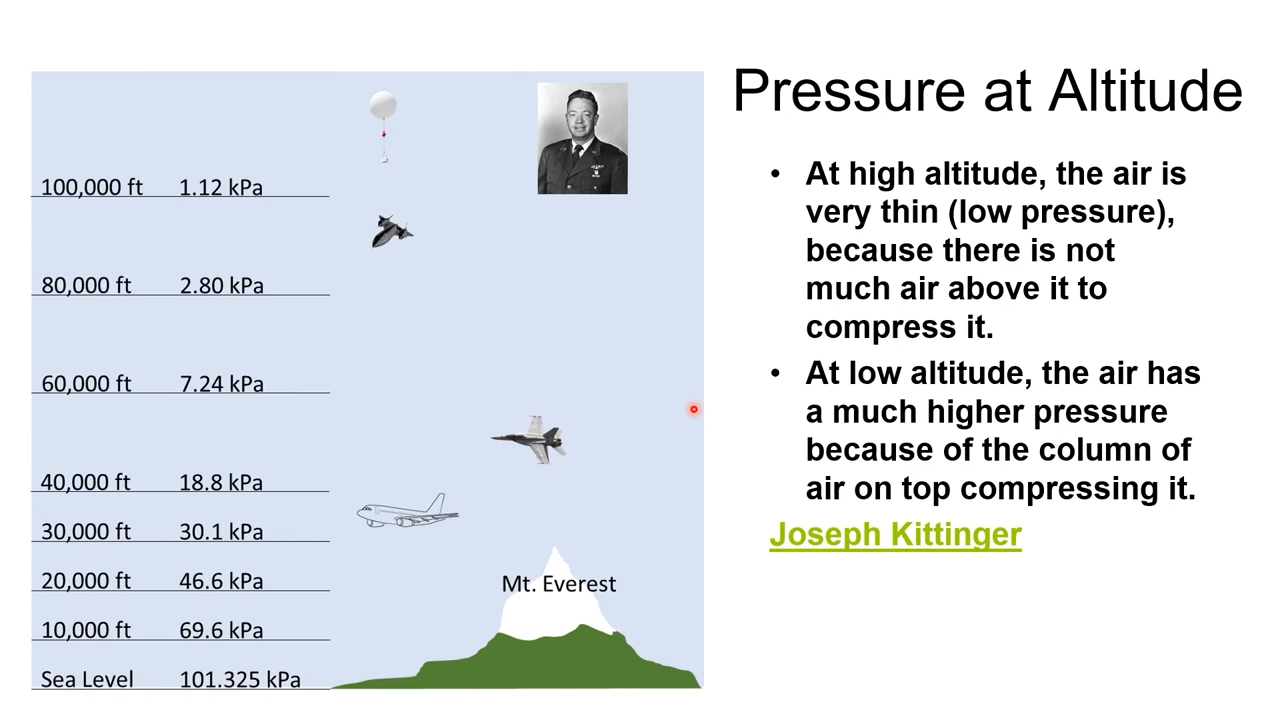 Pressure at Altitude
100,000 ft 1.12 kPa
80,000 ft 2.80 kPa
60,000 ft 7.24 kPa
40,000 ft 18.8 kPa
30,000 ft 30.1 kPa
20,000 ft 46.6 kPa
10,000 ft 69.6 kPa
Sea Level 101.325 kPa
Mt. Everest
• At high altitude, the air is
very thin (low pressure),
because there is not
much air above it to
compress it.
• At low altitude, the air has
a much higher pressure
because of the column of
air on top compressing it.
Joseph Kittinger